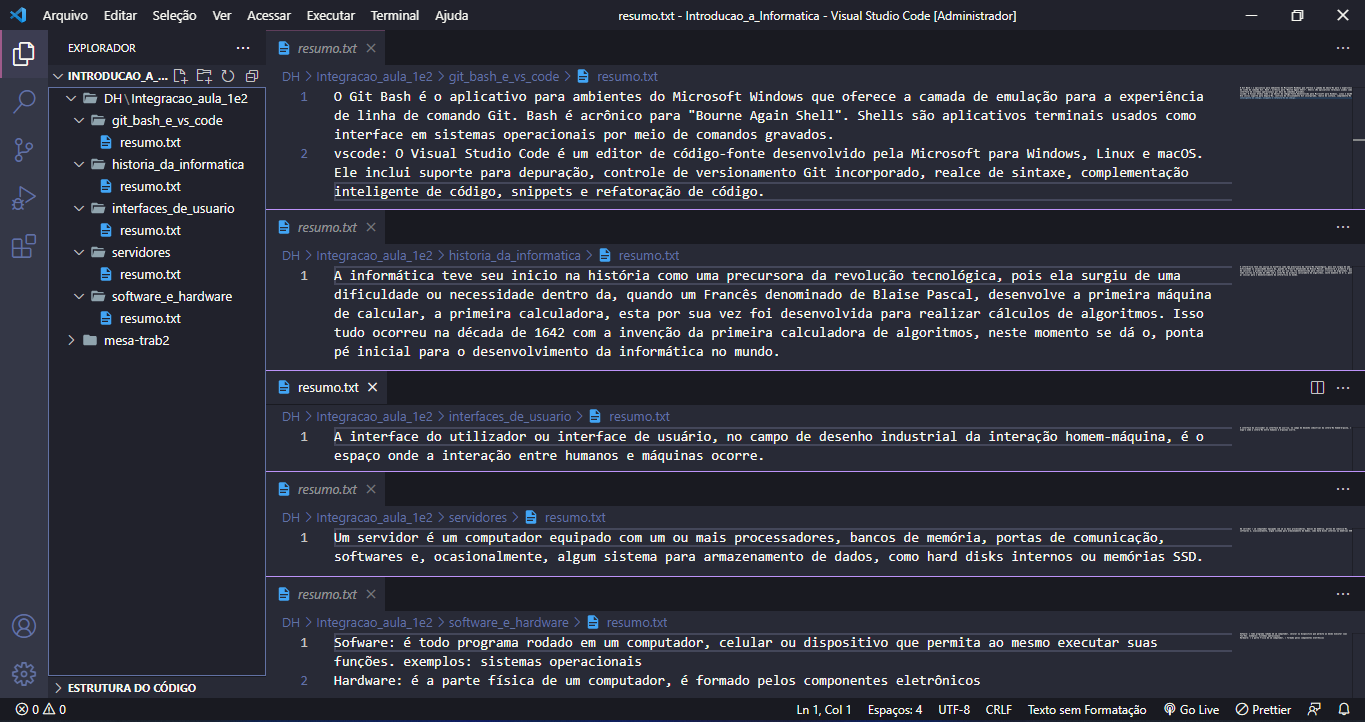 Arquivo Editar Seleção Ver Acessar Executar Terminal Ajuda
resumo.txt - Introducao_a_Informatica - Visual Studio Code [Administrador]
EXPLORADOR
INTRODUCAO_A_...
DH\Integracao_aula_1e2
git_bash_e_vs_code
resumo.txt
historia_da_informatica
resumo.txt
interfaces_de_usuario
resumo.txt
servidores
resumo.txt
software_e_hardware
resumo.txt
mesa-trab2
ESTRUTURA DO CÓDIGO
resumo.txt
DH > Integracao_aula_1e2 > git_bash_e_vs_code > resumo.txt
1 O Git Bash é o aplicativo para ambientes do Microsoft Windows que oferece a camada de emulação para a experiência
de linha de comando Git. Bash é acrônico para "Bourne Again Shell". Shells são aplicativos terminais usados como
interface em sistemas operacionais por meio de comandos gravados.
2 vscode: O Visual Studio Code é um editor de código-fonte desenvolvido pela Microsoft para Windows, Linux e macOS.
Ele inclui suporte para depuração, controle de versionamento Git incorporado, realce de sintaxe, complementação
inteligente de código, snippets e refatoração de código.
resumo.txt
DH > Integracao_aula_1e2 > historia_da_informatica > resumo.txt
1 A informática teve seu inicio na história como uma precursora da revolução tecnológica, pois ela surgiu de uma
dificuldade ou necessidade dentro da, quando um Francês denominado de Blaise Pascal, desenvolve a primeira máquina
de calcular, a primeira calculadora, esta por sua vez foi desenvolvida para realizar cálculos de algoritmos. Isso
tudo ocorreu na década de 1642 com a invenção da primeira calculadora de algoritmos, neste momento se dá o, ponta
pé inicial para o desenvolvimento da informática no mundo.
resumo.txt
DH > Integracao_aula_1e2 > interfaces_de_usuario > resumo.txt
1 A interface do utilizador ou interface de usuário, no campo de desenho industrial da interação homem-máquina, é o
espaço onde a interação entre humanos e máquinas ocorre.
resumo.txt
DH > Integracao_aula_1e2 > servidores > resumo.txt
1 Um servidor é um computador equipado com um ou mais processadores, bancos de memória, portas de comunicação,
softwares e, ocasionalmente, algum sistema para armazenamento de dados, como hard disks internos ou memórias SSD.
resumo.txt
DH > Integracao_aula_1e2 > software_e_hardware > resumo.txt
1 Sofware: é todo programa rodado em um computador, celular ou dispositivo que permita ao mesmo executar suas
funções. exemplos: sistemas operacionais
2 Hardware: é a parte física de um computador, é formado pelos componentes eletrônicos
0 0 Ln 1, Col 1 Espaços: 4 UTF-8 CRLF Texto sem Formatação Go Live Prettier